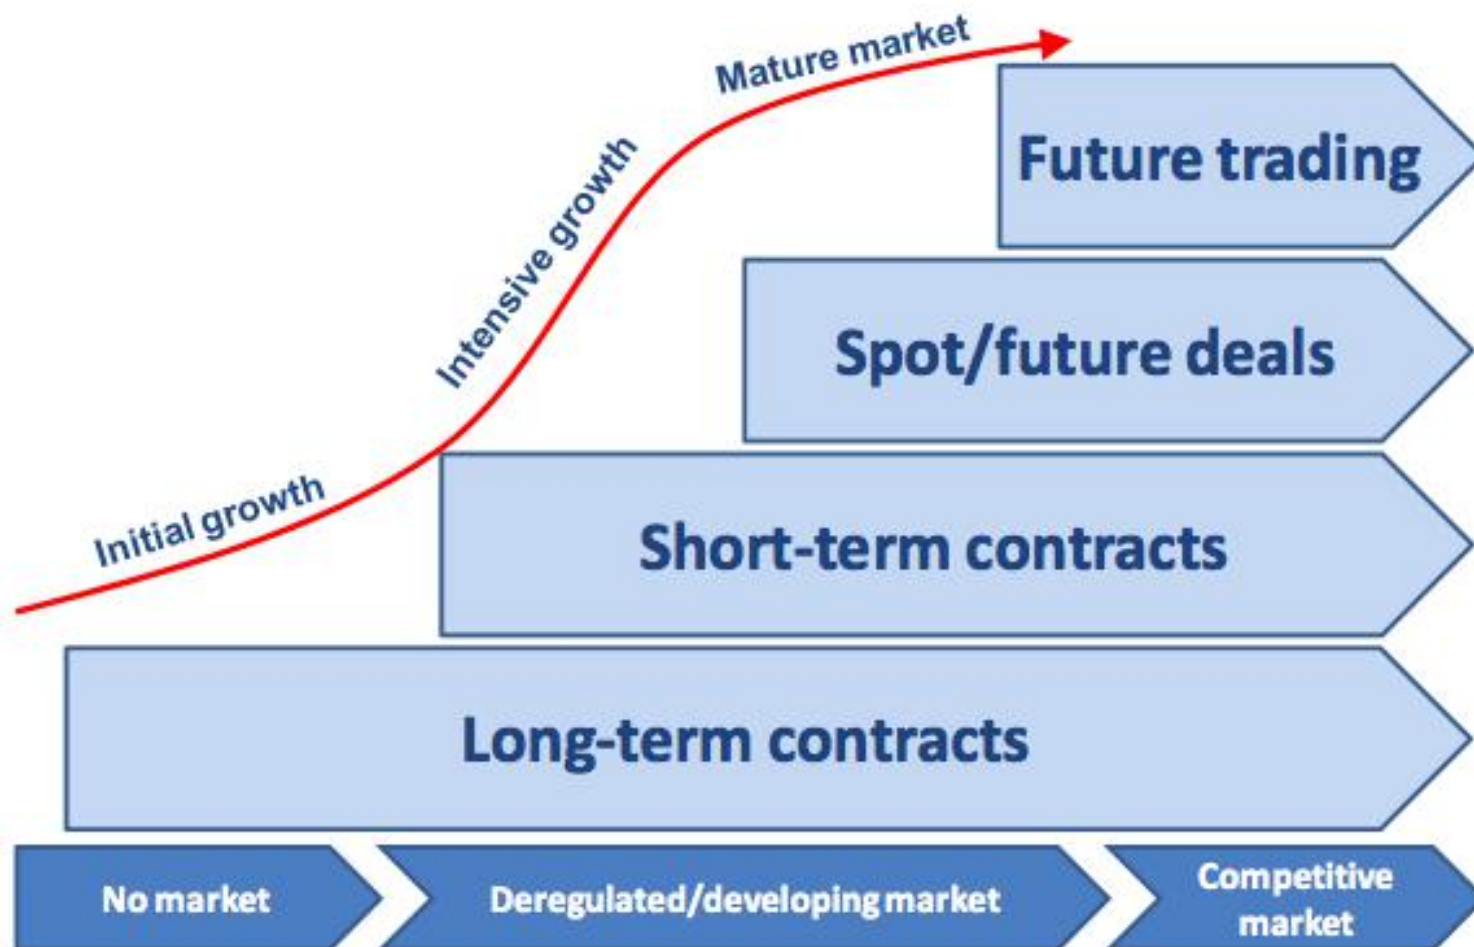 Mature market
Future trading
Intensive growth
Spot/future deals
Initial growth
Short-term contracts
Long-term contracts
No market
Deregulated/developing market
Competitive
market